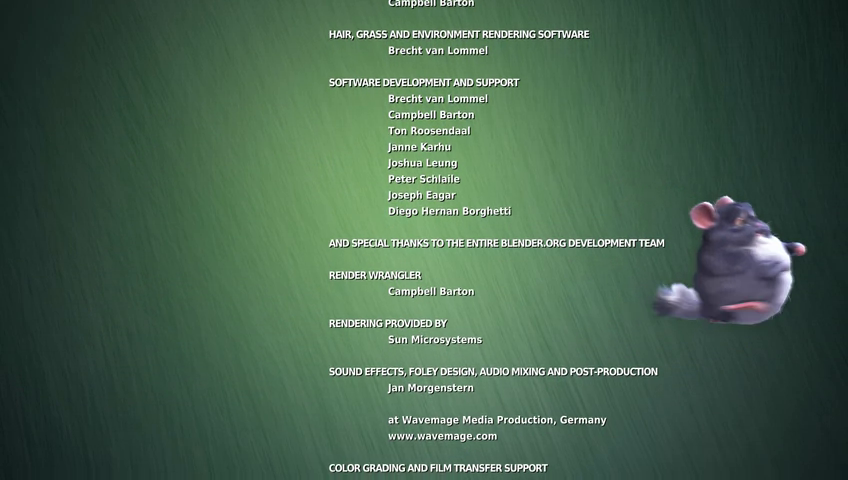 Campbell Barton
HAIR, GRASS AND ENVIRONMENT RENDERING SOFTWARE
Brecht van Lommel
SOFTWARE DEVELOPMENT AND SUPPORT
Brecht van Lommel
Campbell Barton
Ton Roosendaal
Janne Karhu
Joshua Leung
Peter Schlaile
Joseph Eagar
Diego Hernan Borghetti
AND SPECIAL THANKS TO THE ENTIRE BLENDER.ORG DEVELOPMENT TEAM
RENDER WRANGLER
Campbell Barton
RENDERING PROVIDED BY
Sun Microsystems
SOUND EFFECTS, FOLEY DESIGN, AUDIO MIXING AND POST-PRODUCTION
Jan Morgenstern
at Wavemage Media Production, Germany
www.wavemage.com
COLOR GRADING AND FILM TRANSFER SUPPORT